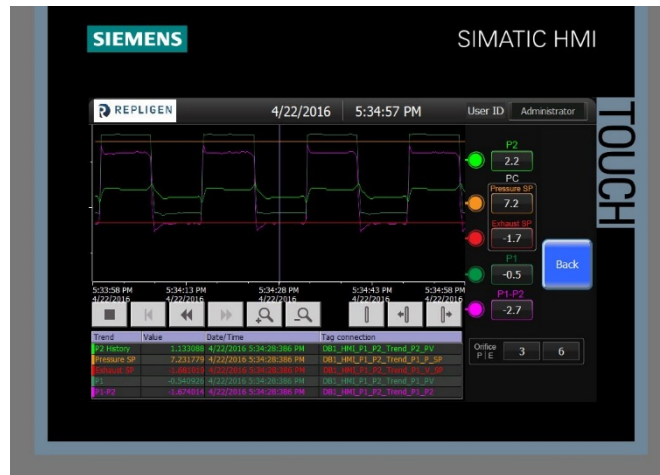 SIEMENS
SIMATIC HMI
TOUCH
REPLIGEN
4/22/2016
5:34:57 PM
User ID
Administrator
P2
2.2
PC
Pressure SP
7.2
Exhaust SP
-1.7
P1
-0.5
P1-P2
-2.7
Back
5:33:58 PM 5:34:13 PM 5:34:28 PM 5:34:43 PM 5:34:58 PM
4/22/2016 4/22/2016 4/22/2016 4/22/2016 4/22/2016
Orifice
P | E
3
6
Trend Value Date/Time Tag connection
P2 History 1.133088 4/22/2016 5:34:28:386 PM DB1_HMI_P1_P2_Trend_P2_PV
Pressure SP 7.231779 4/22/2016 5:34:28:386 PM DB1_HMI_P1_P2_Trend_P1_P_SP
Exhaust SP 4/22/2016 5:34:28:386 PM DB1_HMI_P1_P2_Trend_P1_V_SP
P1 -0.540926 4/22/2016 5:34:28:386 PM DB1_HMI_P1_P2_Trend_P1_PV
P1-P2 -1.674014 4/22/2016 5:34:28:386 PM DB1_HMI_P1_P2_Trend_P1_P2